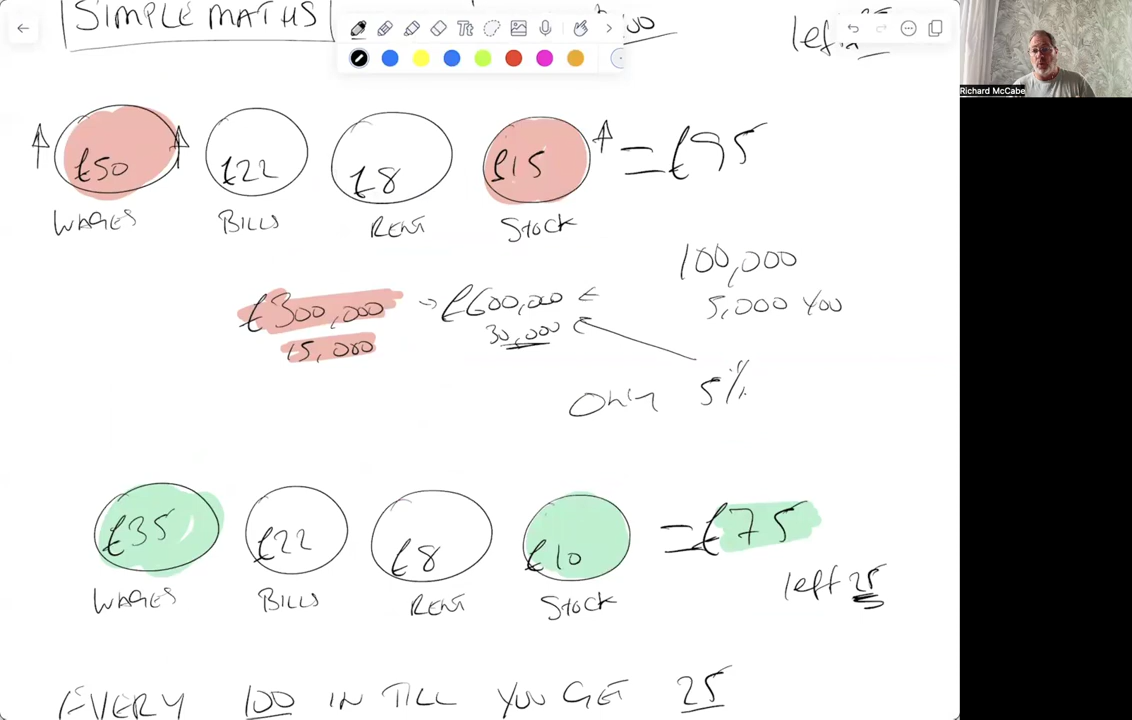 SIMPLE MATHS
left
Richard McCabe
£50 £22 £8 £15 = £95
WAGES BILLS RENT Stock
100,000
£300,000 → £600,000
5,000 YOU
30,000
15,000
Only 5%
£35 £22 £8 £10 = £75
left 25
WAGES BILLS RENT Stock
EVERY 100 IN TILL YOU GET 25